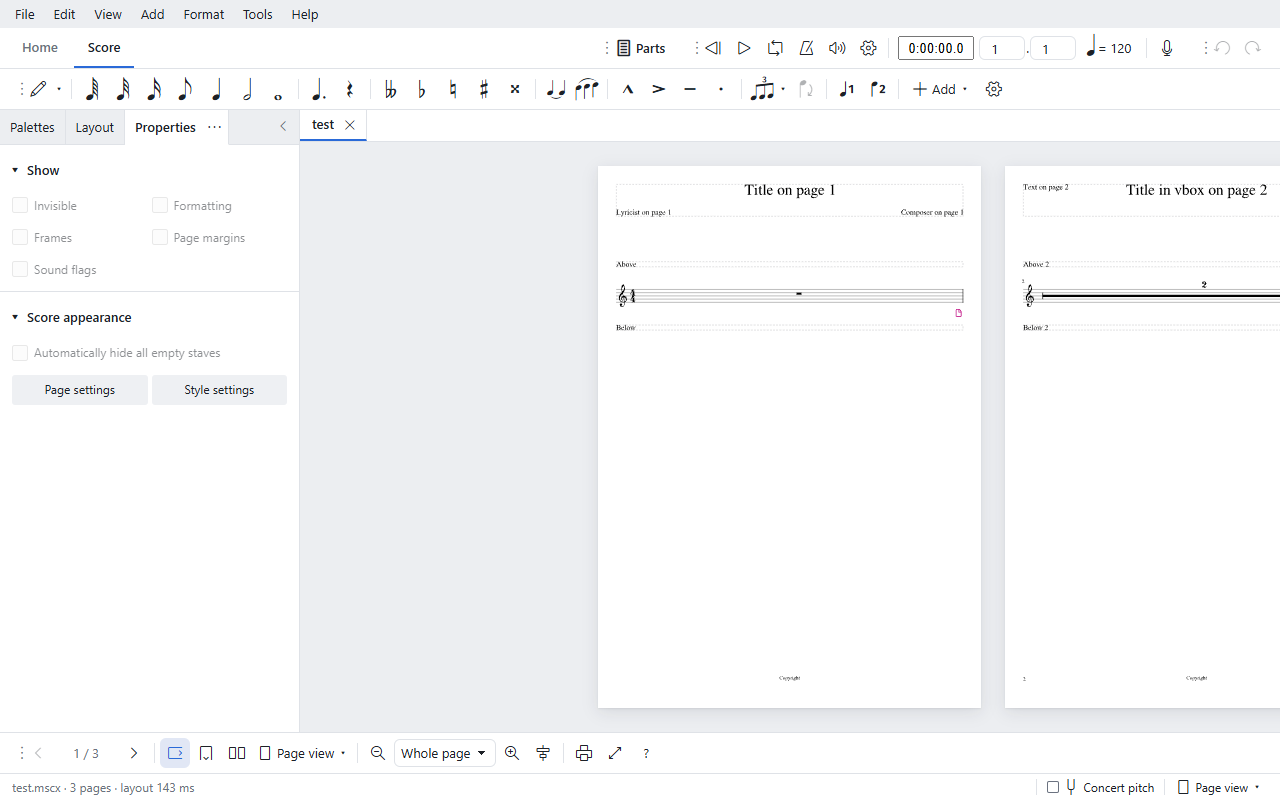 File Edit View Add Format Tools Help
Home Score Parts 0:00:00.0 1 . 1 = 120
3 1 2 Add
Palettes Layout Properties ··· test
Show
Invisible Formatting
Frames Page margins
Sound flags
Score appearance
Automatically hide all empty staves
Page settings Style settings
Title on page 1
Lyricist on page 1 Composer on page 1
Above
Below
Copyright
Text on page 2 Title in vbox on page 2
Above 2
2
Below 2
2 Copyright
1 / 3 Page view Whole page ?
test.mscx · 3 pages · layout 143 ms Concert pitch Page view